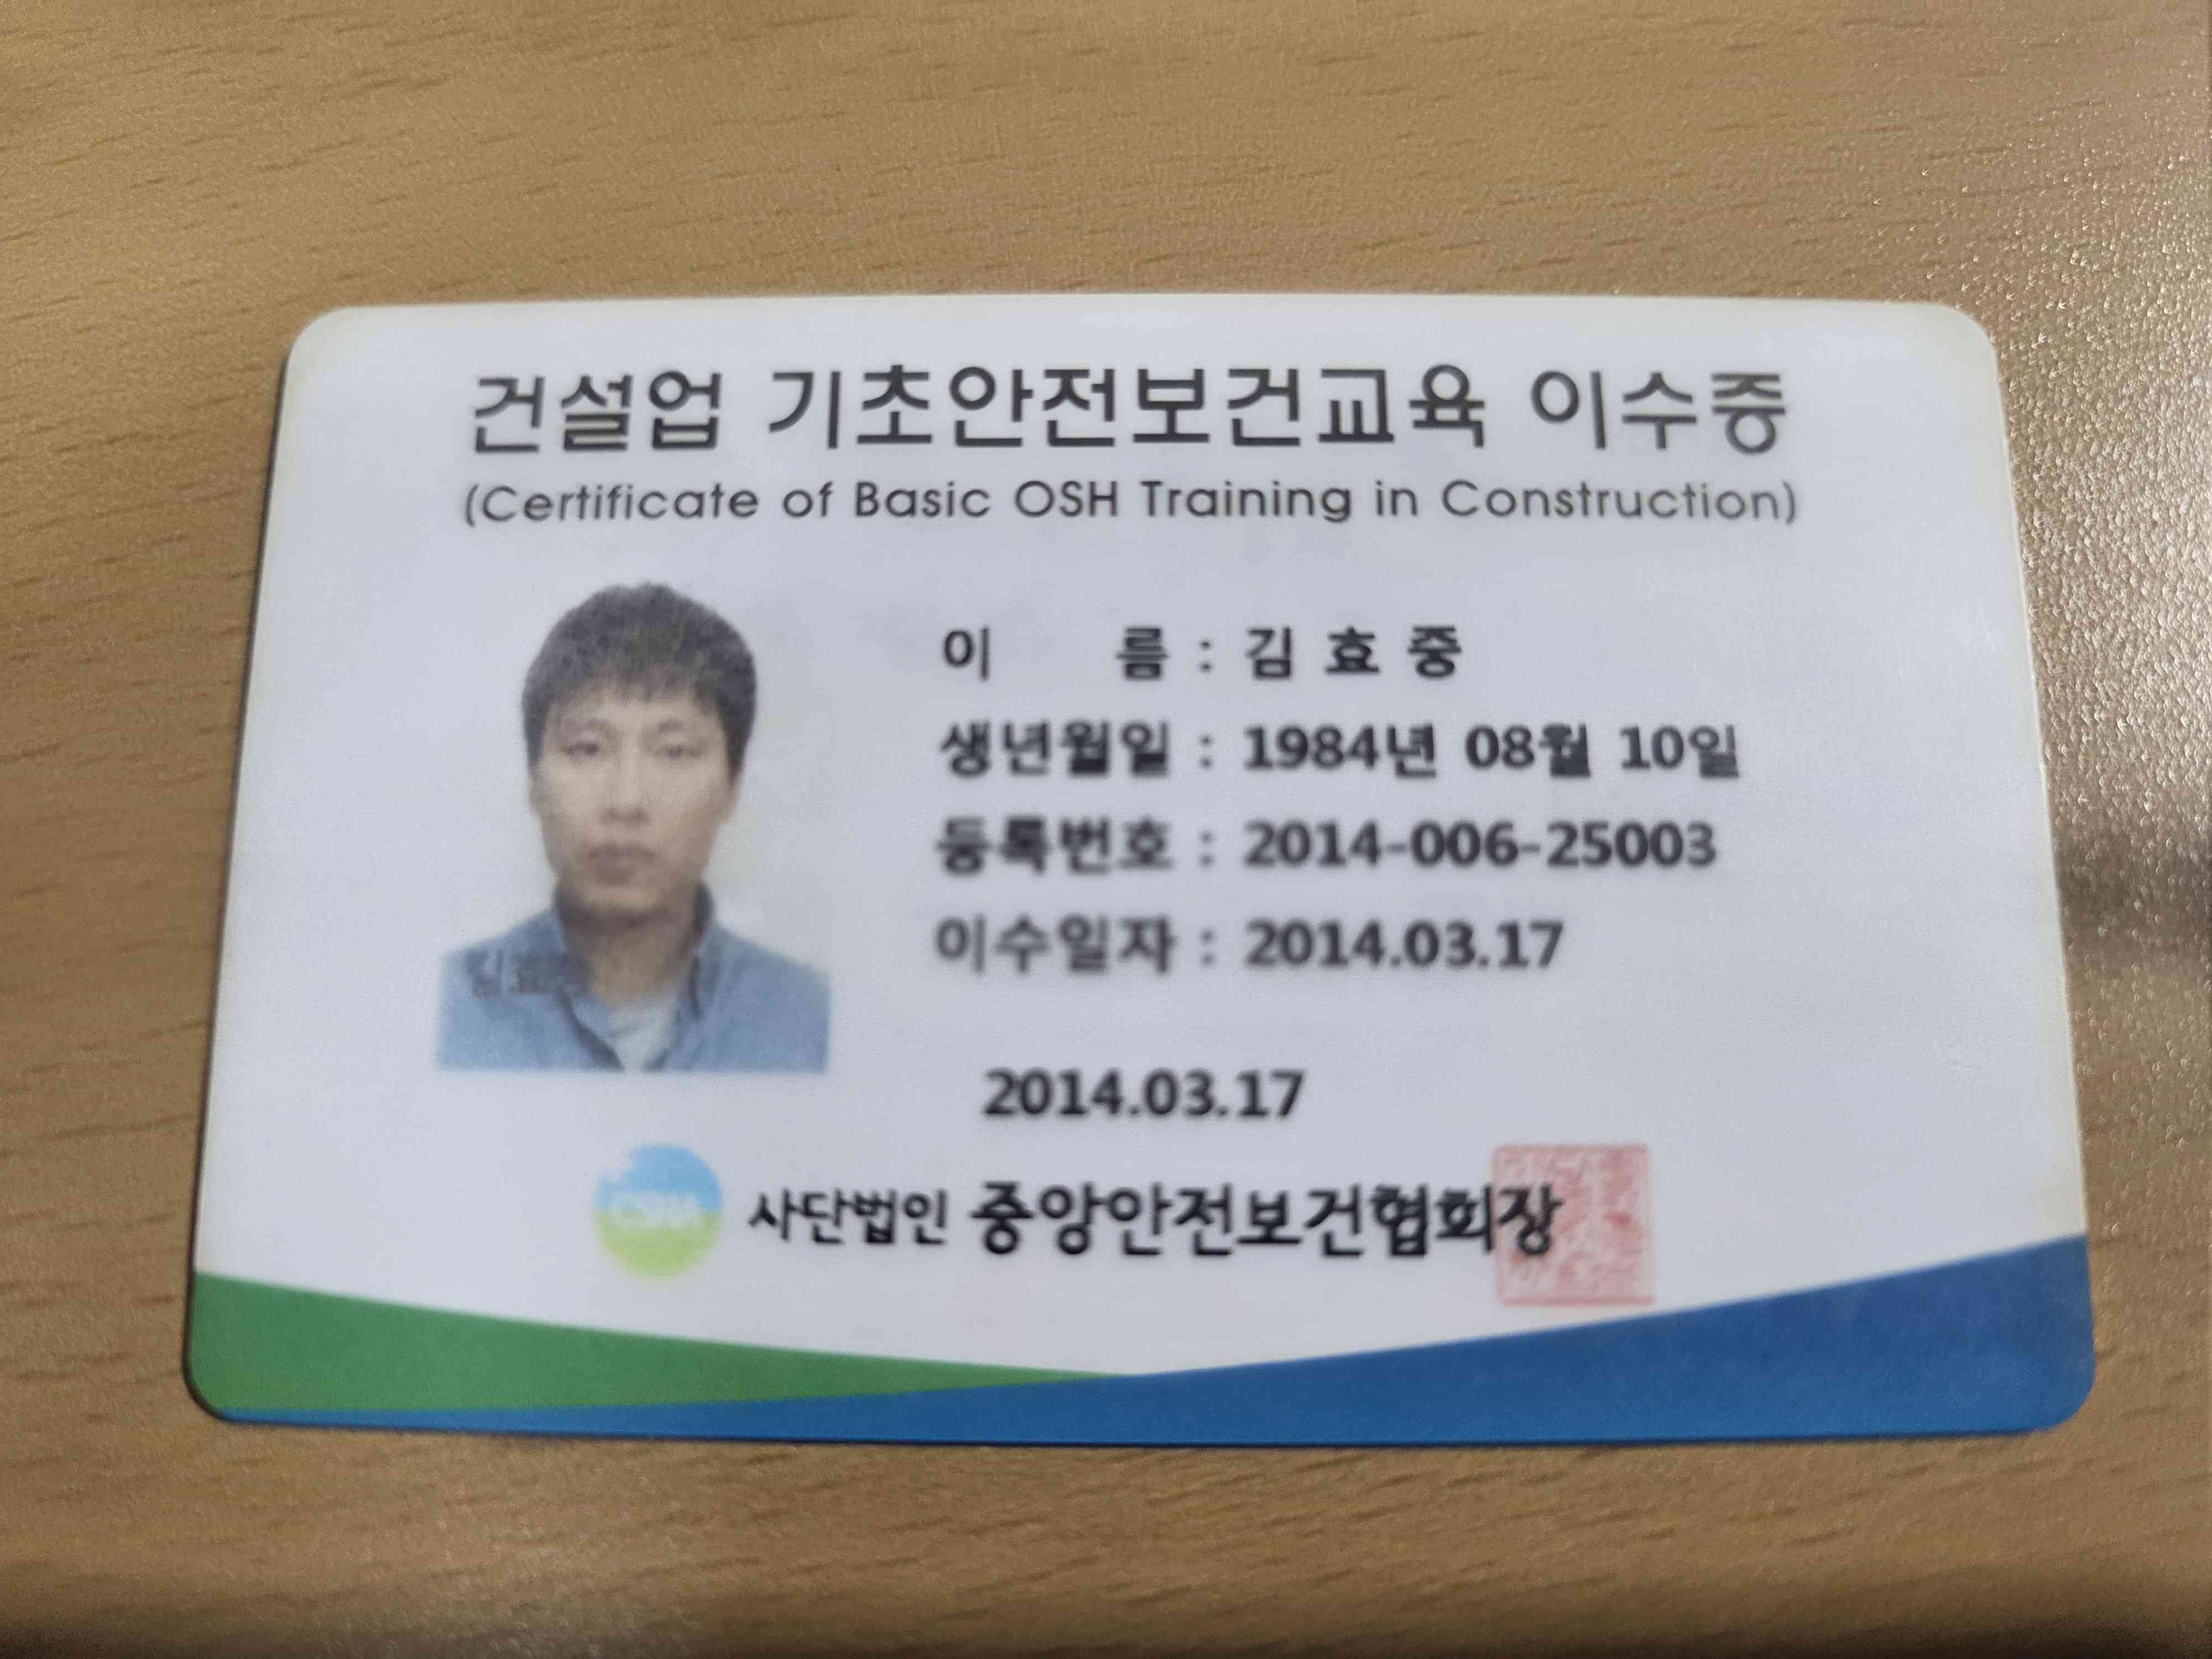 건설업 기초안전보건교육 이수증
(Certificate of Basic OSH Training in Construction)
이 름 : 김 효 중
생년월일 : 1984년 08월 10일
등록번호 : 2014-006-25003
이수일자 : 2014.03.17
김효
2014.03.17
CSHA
사단법인 중앙안전보건협회장